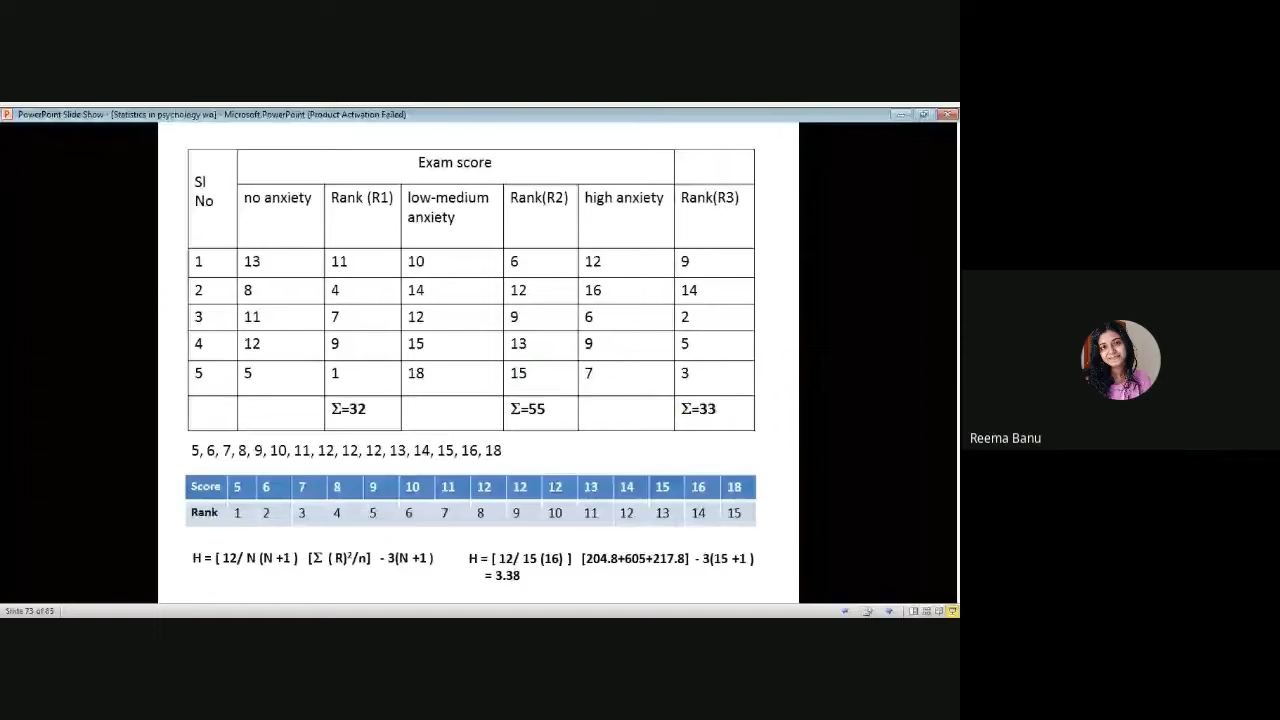 PowerPoint Slide Show - [Statistics in psychology wa] - Microsoft PowerPoint (Product Activation Failed)
Exam score
Sl No
no anxiety Rank (R1) low-medium anxiety Rank(R2) high anxiety Rank(R3)
1 13 11 10 6 12 9
2 8 4 14 12 16 14
3 11 7 12 9 6 2
4 12 9 15 13 9 5
5 5 1 18 15 7 3
Σ=32 Σ=55 Σ=33
5, 6, 7, 8, 9, 10, 11, 12, 12, 12, 13, 14, 15, 16, 18
Score 5 6 7 8 9 10 11 12 12 12 13 14 15 16 18
Rank 1 2 3 4 5 6 7 8 9 10 11 12 13 14 15
H = [ 12/ N (N +1 ) [Σ ( R)²/n] - 3(N +1 )
H = [ 12/ 15 (16) ] [204.8+605+217.8] - 3(15 +1 )
= 3.38
Slide 73 of 85
Reema Banu